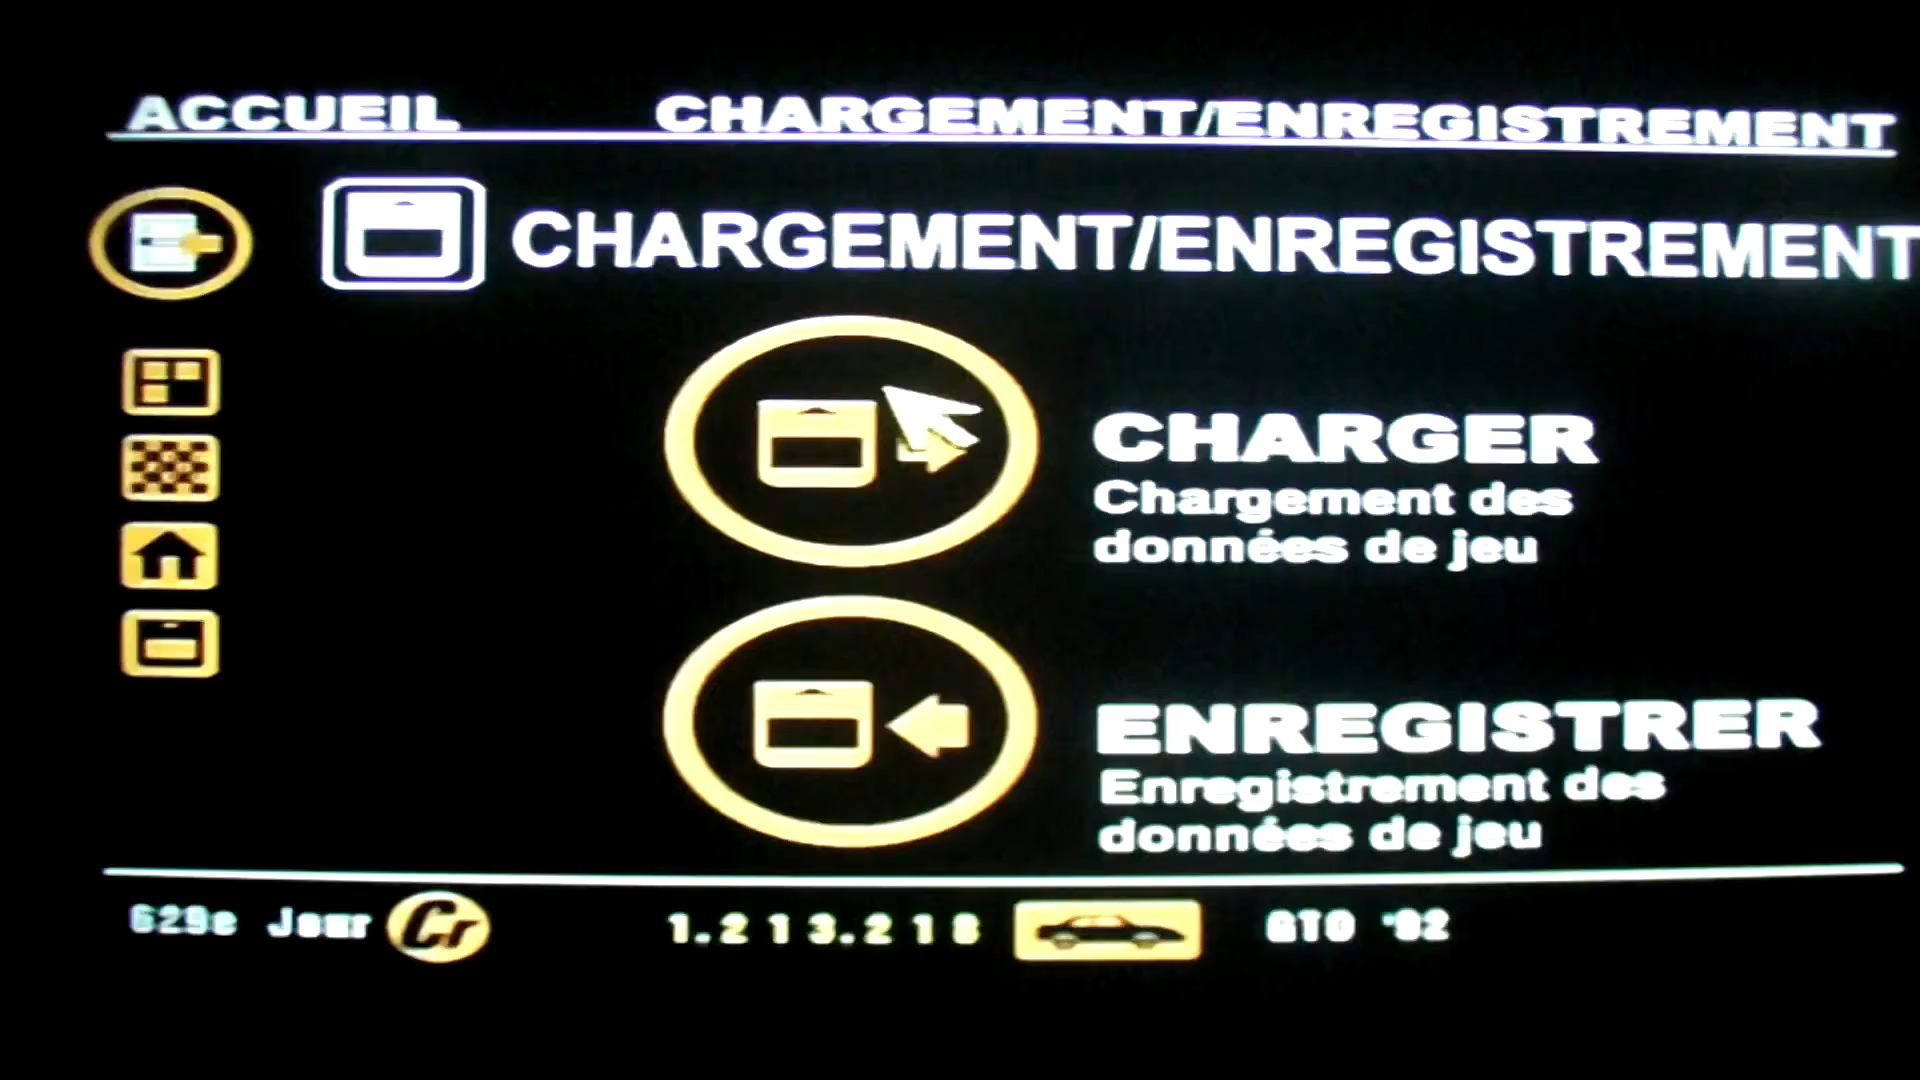 ACCUEIL CHARGEMENT/ENREGISTREMENT
CHARGEMENT/ENREGISTREMENT
CHARGER
Chargement des
données de jeu
ENREGISTRER
Enregistrement des
données de jeu
629e Jour Cr 1.213.218 GTO '92